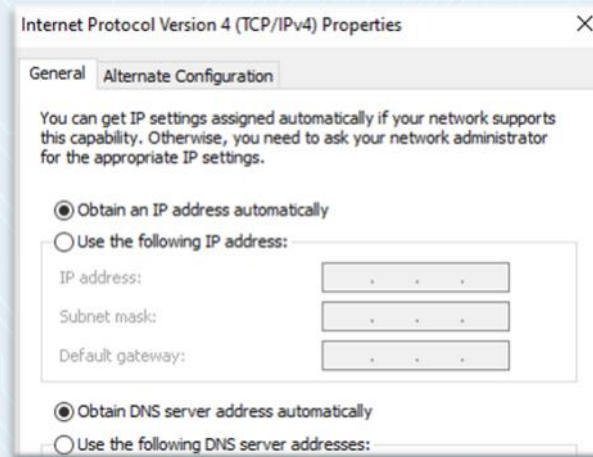 Internet Protocol Version 4 (TCP/IPv4) Properties
General
Alternate Configuration
You can get IP settings assigned automatically if your network supports
this capability. Otherwise, you need to ask your network administrator
for the appropriate IP settings.
Obtain an IP address automatically
Use the following IP address:
IP address:
Subnet mask:
Default gateway:
Obtain DNS server address automatically
Use the following DNS server addresses: